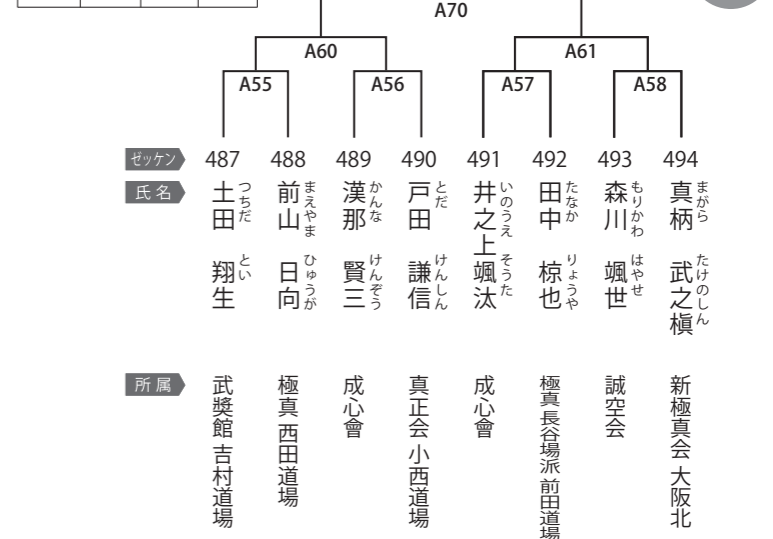 A70
A60
A61
A55
A56
A57
A58
ゼッケン
487
488
489
490
491
492
493
494
氏名
土田 翔生
つちだ とい
前山 日向
まえやま ひゅうが
漢那 賢三
かんな けんぞう
戸田 謙信
とだ けんしん
井之上 颯汰
いのうえ そうた
田中 椋也
たなか りょうや
森川 颯世
もりかわ はやせ
真柄 武之槇
まがら たけのしん
所属
武奬館 吉村道場
極真 西田道場
成心會
真正会 小西道場
成心會
極真 長谷場派 前田道場
誠空会
新極真会 大阪北